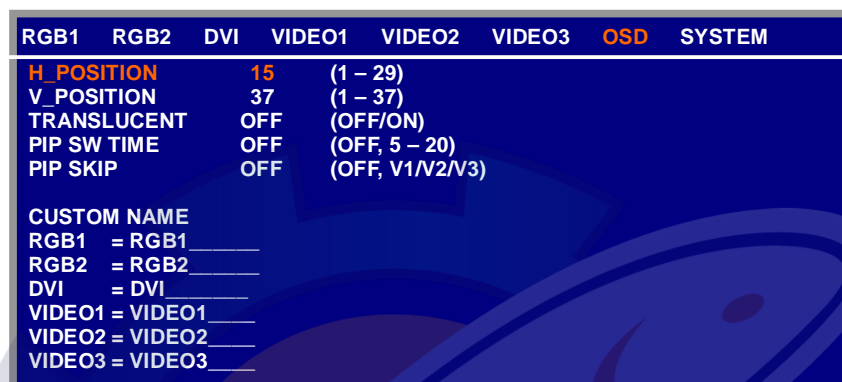 RGB1 RGB2 DVI VIDEO1 VIDEO2 VIDEO3 OSD SYSTEM
H_POSITION 15 (1 – 29)
V_POSITION 37 (1 – 37)
TRANSLUCENT OFF (OFF/ON)
PIP SW TIME OFF (OFF, 5 – 20)
PIP SKIP OFF (OFF, V1/V2/V3)
CUSTOM NAME
RGB1 = RGB1______
RGB2 = RGB2______
DVI = DVI_______
VIDEO1 = VIDEO1____
VIDEO2 = VIDEO2____
VIDEO3 = VIDEO3____